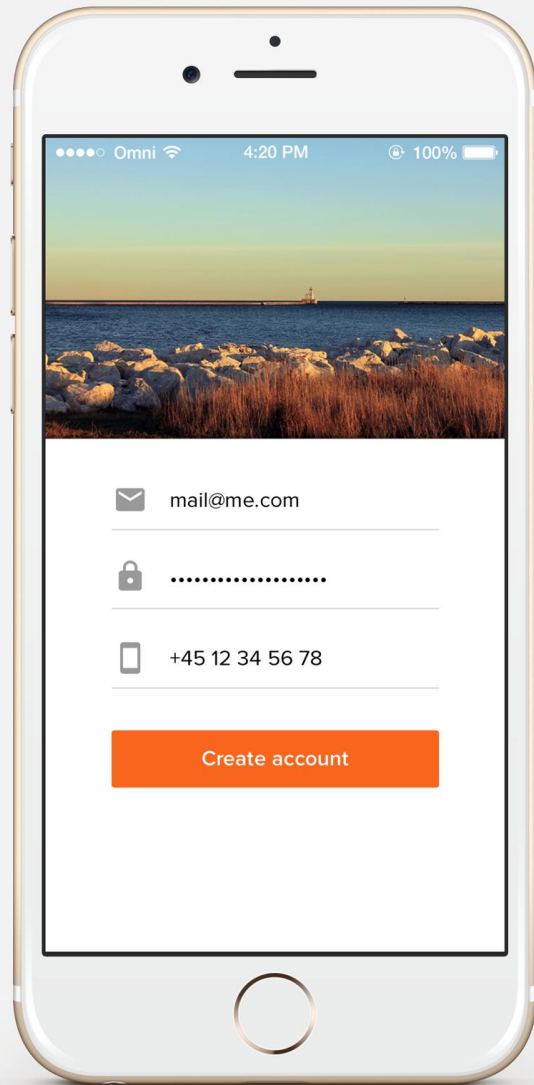 Omni 4:20 PM 100%
mail@me.com
••••••••••••••••••••
+45 12 34 56 78
Create account